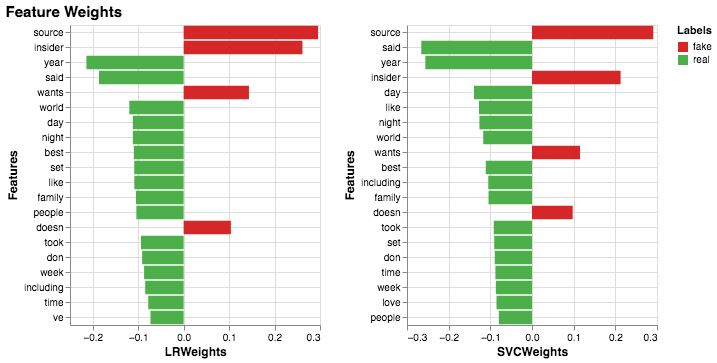 Feature Weights
Features
source
insider
year
said
wants
world
day
night
best
set
like
family
people
doesn
took
don
week
including
time
ve
−0.2 −0.1 0.0 0.1 0.2 0.3
LRWeights
Features
source
said
year
insider
day
like
night
world
wants
best
including
family
doesn
took
set
don
time
week
love
people
−0.3 −0.2 −0.1 0.0 0.1 0.2 0.3
SVCWeights
Labels
fake
real